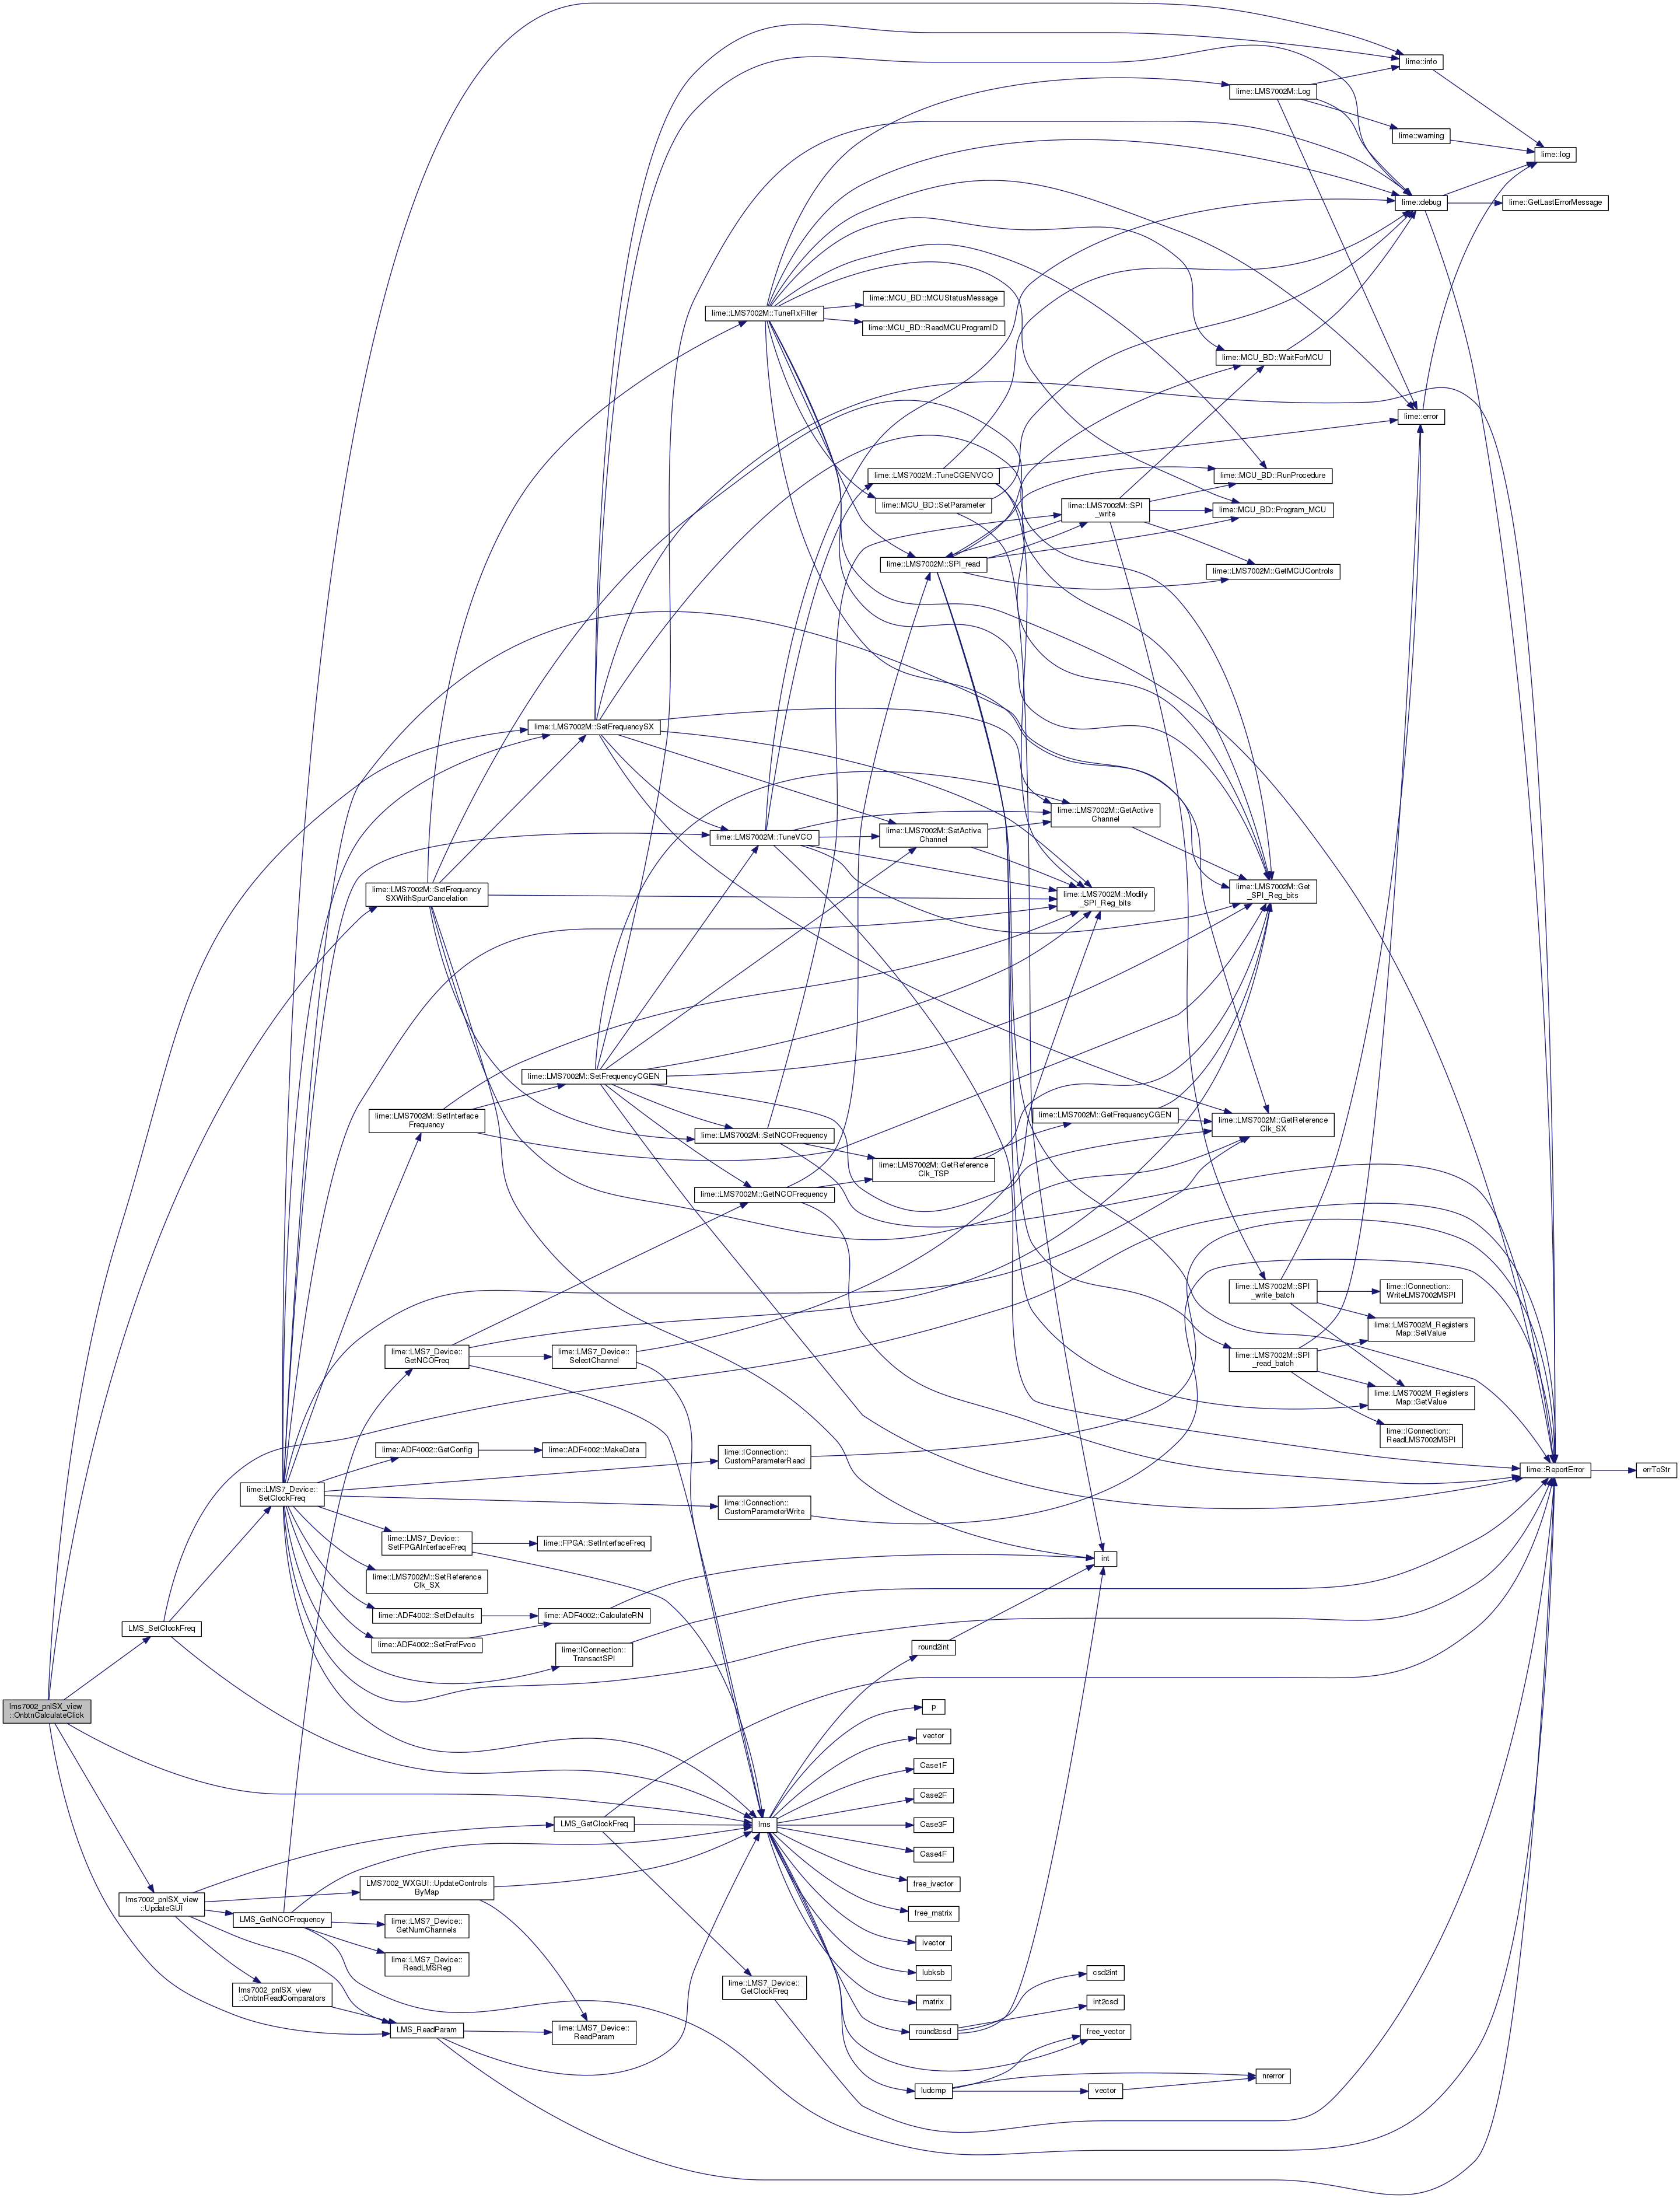 lime::info
lime::LMS7002M::Log
lime::warning
lime::log
lime::debug
lime::GetLastErrorMessage
lime::MCU_BD::MCUStatusMessage
lime::LMS7002M::TuneRxFilter
lime::MCU_BD::ReadMCUProgramID
lime::MCU_BD::WaitForMCU
lime::error
lime::LMS7002M::TuneCGENVCO
lime::MCU_BD::RunProcedure
lime::MCU_BD::SetParameter
lime::LMS7002M::SPI
_write
lime::MCU_BD::Program_MCU
lime::LMS7002M::SPI_read
lime::LMS7002M::GetMCUControls
lime::LMS7002M::SetFrequencySX
lime::LMS7002M::GetActive
Channel
lime::LMS7002M::TuneVCO
lime::LMS7002M::SetActive
Channel
lime::LMS7002M::SetFrequency
SXWithSpurCancelation
lime::LMS7002M::Modify
_SPI_Reg_bits
lime::LMS7002M::Get
_SPI_Reg_bits
lime::LMS7002M::SetFrequencyCGEN
lime::LMS7002M::SetInterface
Frequency
lime::LMS7002M::GetFrequencyCGEN
lime::LMS7002M::GetReference
Clk_SX
lime::LMS7002M::SetNCOFrequency
lime::LMS7002M::GetReference
Clk_TSP
lime::LMS7002M::GetNCOFrequency
lime::LMS7002M::SPI
_write_batch
lime::IConnection::
WriteLMS7002MSPI
lime::LMS7002M_Registers
Map::SetValue
lime::LMS7_Device::
GetNCOFreq
lime::LMS7_Device::
SelectChannel
lime::LMS7002M::SPI
_read_batch
lime::LMS7002M_Registers
Map::GetValue
lime::IConnection::
ReadLMS7002MSPI
lime::ADF4002::GetConfig
lime::ADF4002::MakeData
lime::IConnection::
CustomParameterRead
lime::ReportError
errToStr
lime::LMS7_Device::
SetClockFreq
lime::IConnection::
CustomParameterWrite
lime::LMS7_Device::
SetFPGAInterfaceFreq
lime::FPGA::SetInterfaceFreq
int
lime::LMS7002M::SetReference
Clk_SX
lime::ADF4002::SetDefaults
lime::ADF4002::CalculateRN
LMS_SetClockFreq
lime::ADF4002::SetFrefFvco
lime::IConnection::
TransactSPI
round2int
lms7002_pnlSX_view
::OnbtnCalculateClick
p
vector
Case1F
Case2F
LMS_GetClockFreq
lms
Case3F
Case4F
LMS7002_WXGUI::UpdateControls
ByMap
free_ivector
lms7002_pnlSX_view
::UpdateGUI
LMS_GetNCOFrequency
lime::LMS7_Device::
GetNumChannels
free_matrix
ivector
lime::LMS7_Device::
ReadLMSReg
lubksb
csd2int
lms7002_pnlSX_view
::OnbtnReadComparators
lime::LMS7_Device::
GetClockFreq
matrix
int2csd
LMS_ReadParam
lime::LMS7_Device::
ReadParam
round2csd
free_vector
nrerror
ludcmp
vector